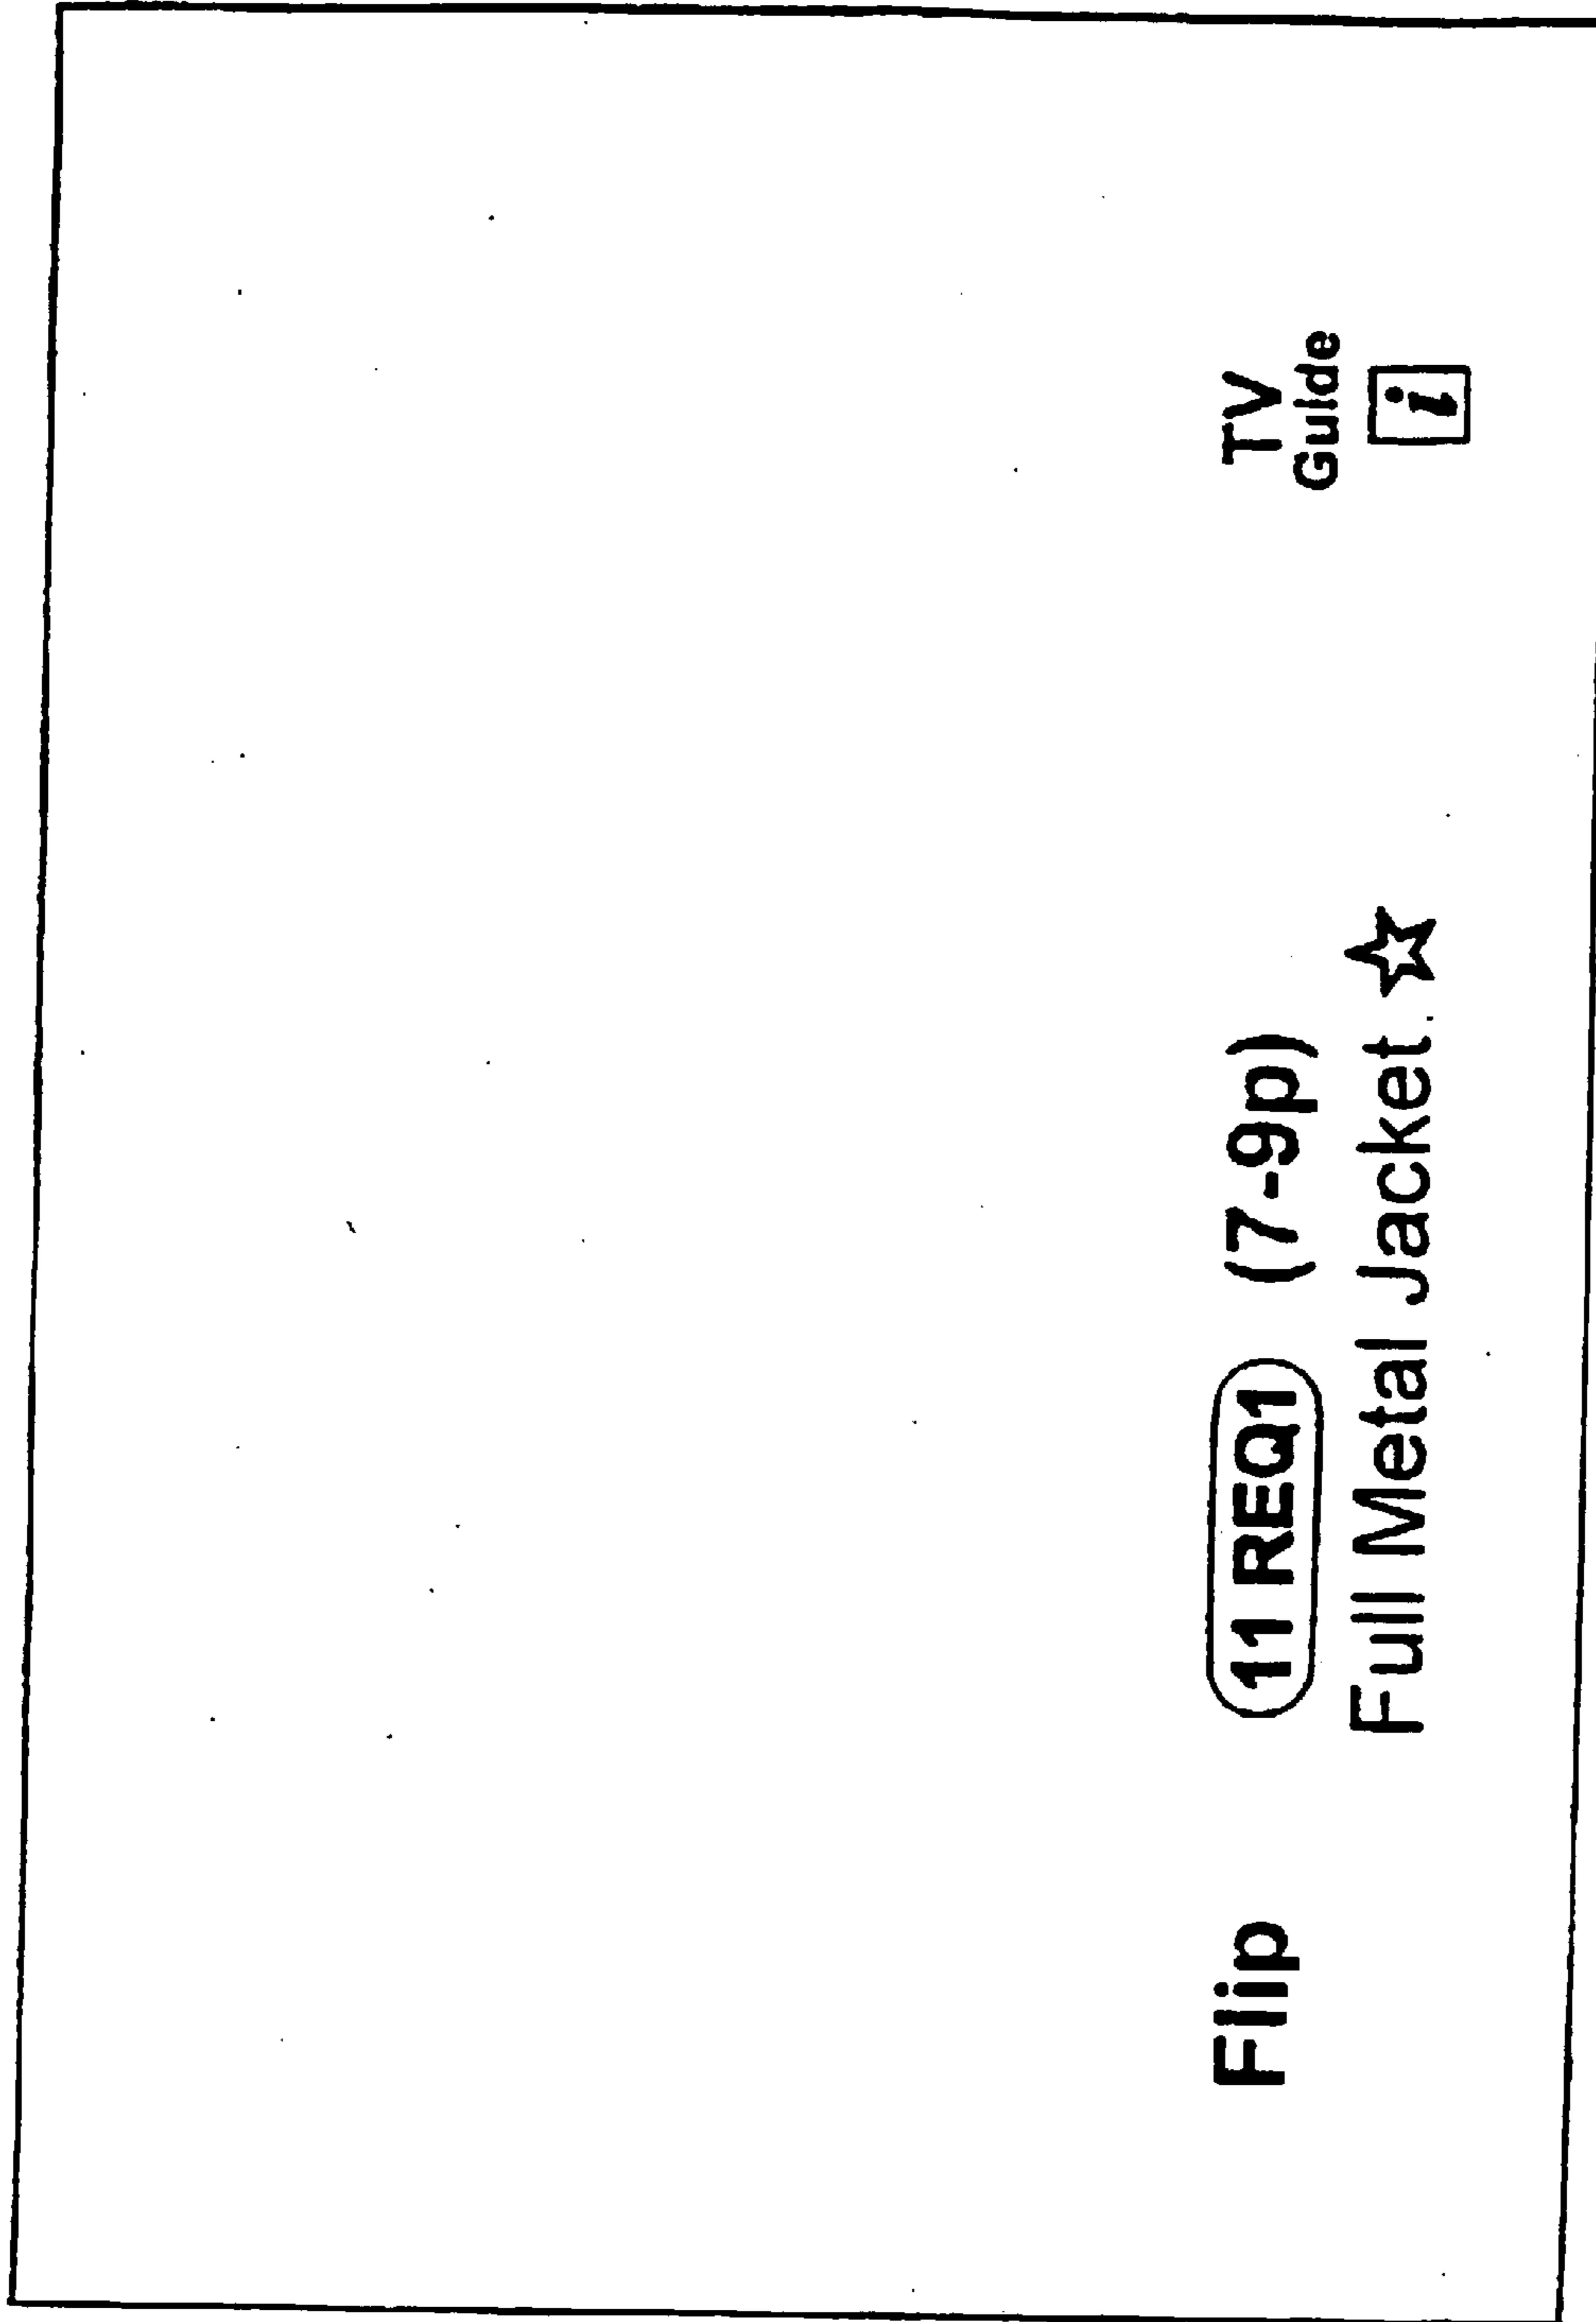 Flip
11 REQ1 (7-9p)
Full Metal Jacket ☆
TV
Guide
i